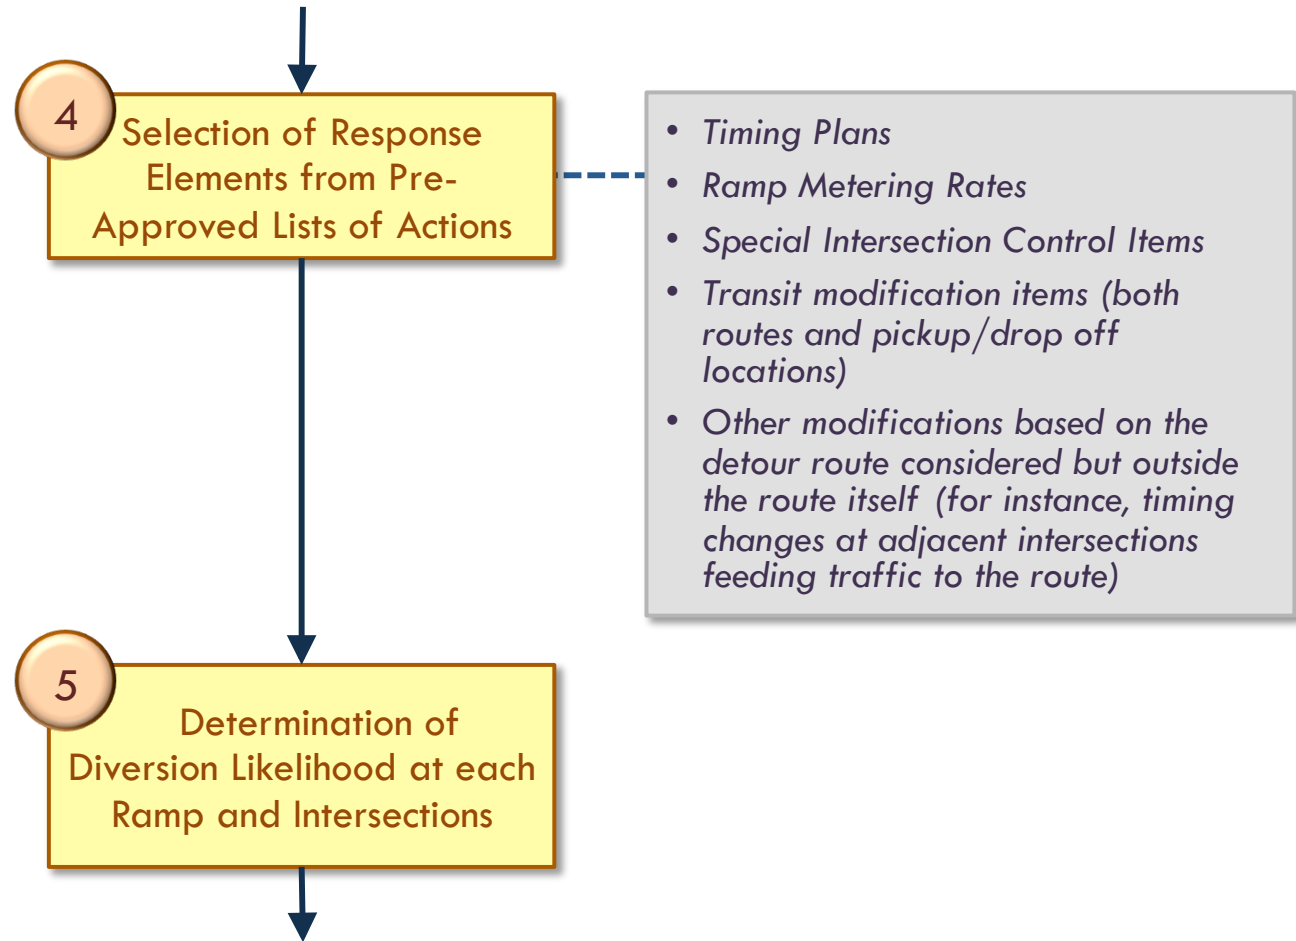 4
Selection of Response
Elements from Pre-
Approved Lists of Actions
• Timing Plans
• Ramp Metering Rates
• Special Intersection Control Items
• Transit modification items (both
routes and pickup/drop off
locations)
• Other modifications based on the
detour route considered but outside
the route itself (for instance, timing
changes at adjacent intersections
feeding traffic to the route)
5
Determination of
Diversion Likelihood at each
Ramp and Intersections